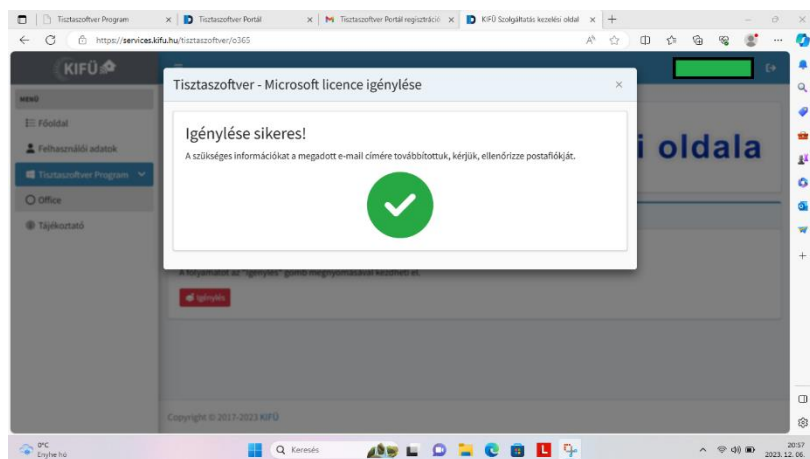 Tisztaszoftver Program
Tisztaszoftver Portál
Tisztaszoftver Portál regisztráció
KIFÜ Szolgáltatás kezelési oldal
https://services.kifu.hu/tisztaszoftver/o365
KIFÜ
MENÜ
Főoldal
Felhasználói adatok
Tisztaszoftver Program
Office
Tájékoztató
Tisztaszoftver - Microsoft licence igénylése
Igénylése sikeres!
A szükséges információkat a megadott e-mail címére továbbítottuk, kérjük, ellenőrizze postafiókját.
i oldala
A folyamatot az "Igénylés" gomb megnyomásával kezdheti el.
Igénylés
Copyright © 2017-2023 KIFÜ
0°C
Enyhe hó
Keresés
20:57
2023. 12. 06.